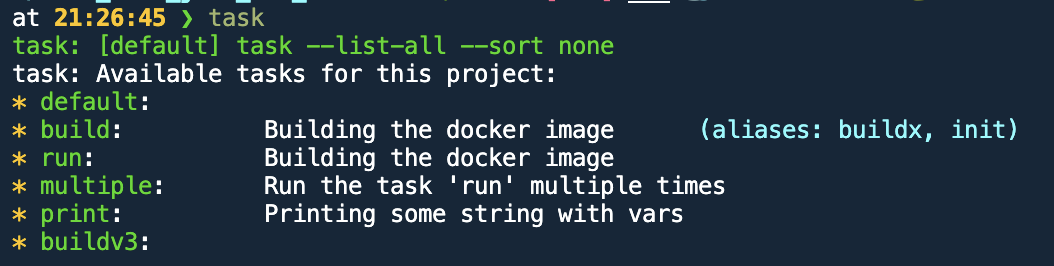 at 21:26:45 ❯ task
task: [default] task --list-all --sort none
task: Available tasks for this project:
* default:
* build: Building the docker image (aliases: buildx, init)
* run: Building the docker image
* multiple: Run the task 'run' multiple times
* print: Printing some string with vars
* buildv3: